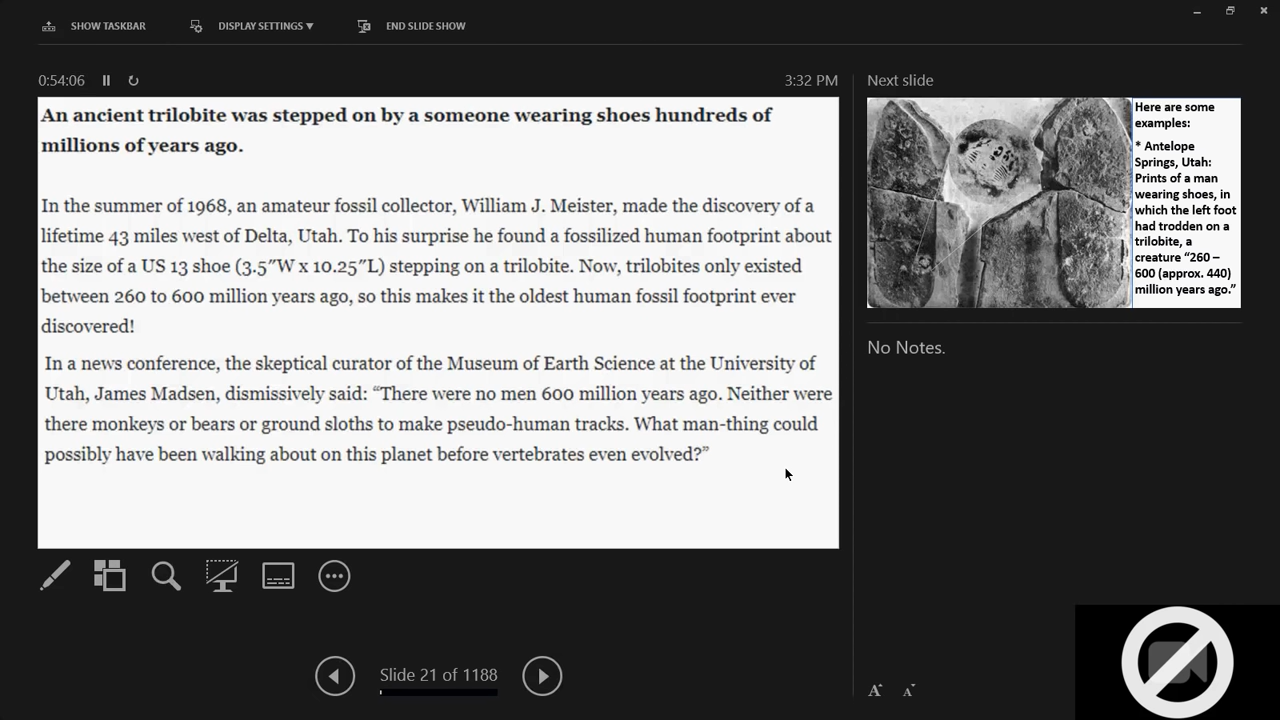 SHOW TASKBAR
DISPLAY SETTINGS ▼
END SLIDE SHOW
0:54:06
3:32 PM
An ancient trilobite was stepped on by a someone wearing shoes hundreds of
millions of years ago.
In the summer of 1968, an amateur fossil collector, William J. Meister, made the discovery of a
lifetime 43 miles west of Delta, Utah. To his surprise he found a fossilized human footprint about
the size of a US 13 shoe (3.5″W x 10.25″L) stepping on a trilobite. Now, trilobites only existed
between 260 to 600 million years ago, so this makes it the oldest human fossil footprint ever
discovered!
In a news conference, the skeptical curator of the Museum of Earth Science at the University of
Utah, James Madsen, dismissively said: “There were no men 600 million years ago. Neither were
there monkeys or bears or ground sloths to make pseudo-human tracks. What man-thing could
possibly have been walking about on this planet before vertebrates even evolved?”
Slide 21 of 1188
Next slide
Here are some
examples:
* Antelope
Springs, Utah:
Prints of a man
wearing shoes, in
which the left foot
had trodden on a
trilobite, a
creature “260 –
600 (approx. 440)
million years ago.”
No Notes.
A A